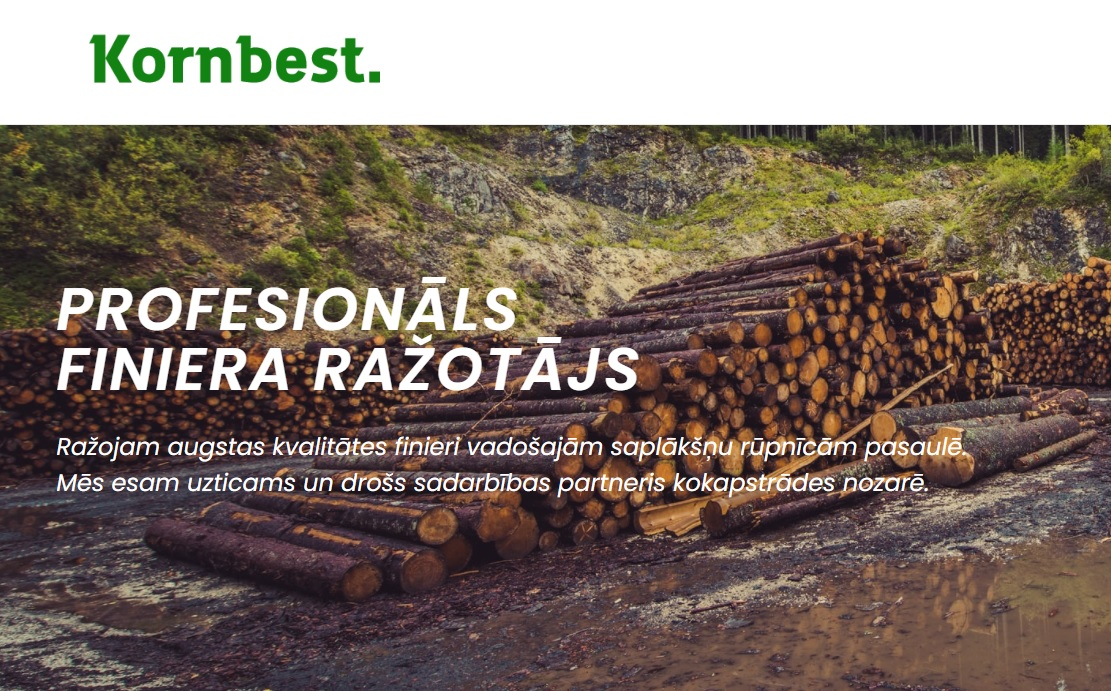 Kornbest.
PROFESIONĀLS
FINIERA RAŽOTĀJS
Ražojam augstas kvalitātes finieri vadošajām saplākšņu rūpnīcām pasaulē.
Mēs esam uzticams un drošs sadarbības partneris kokapstrādes nozarē.